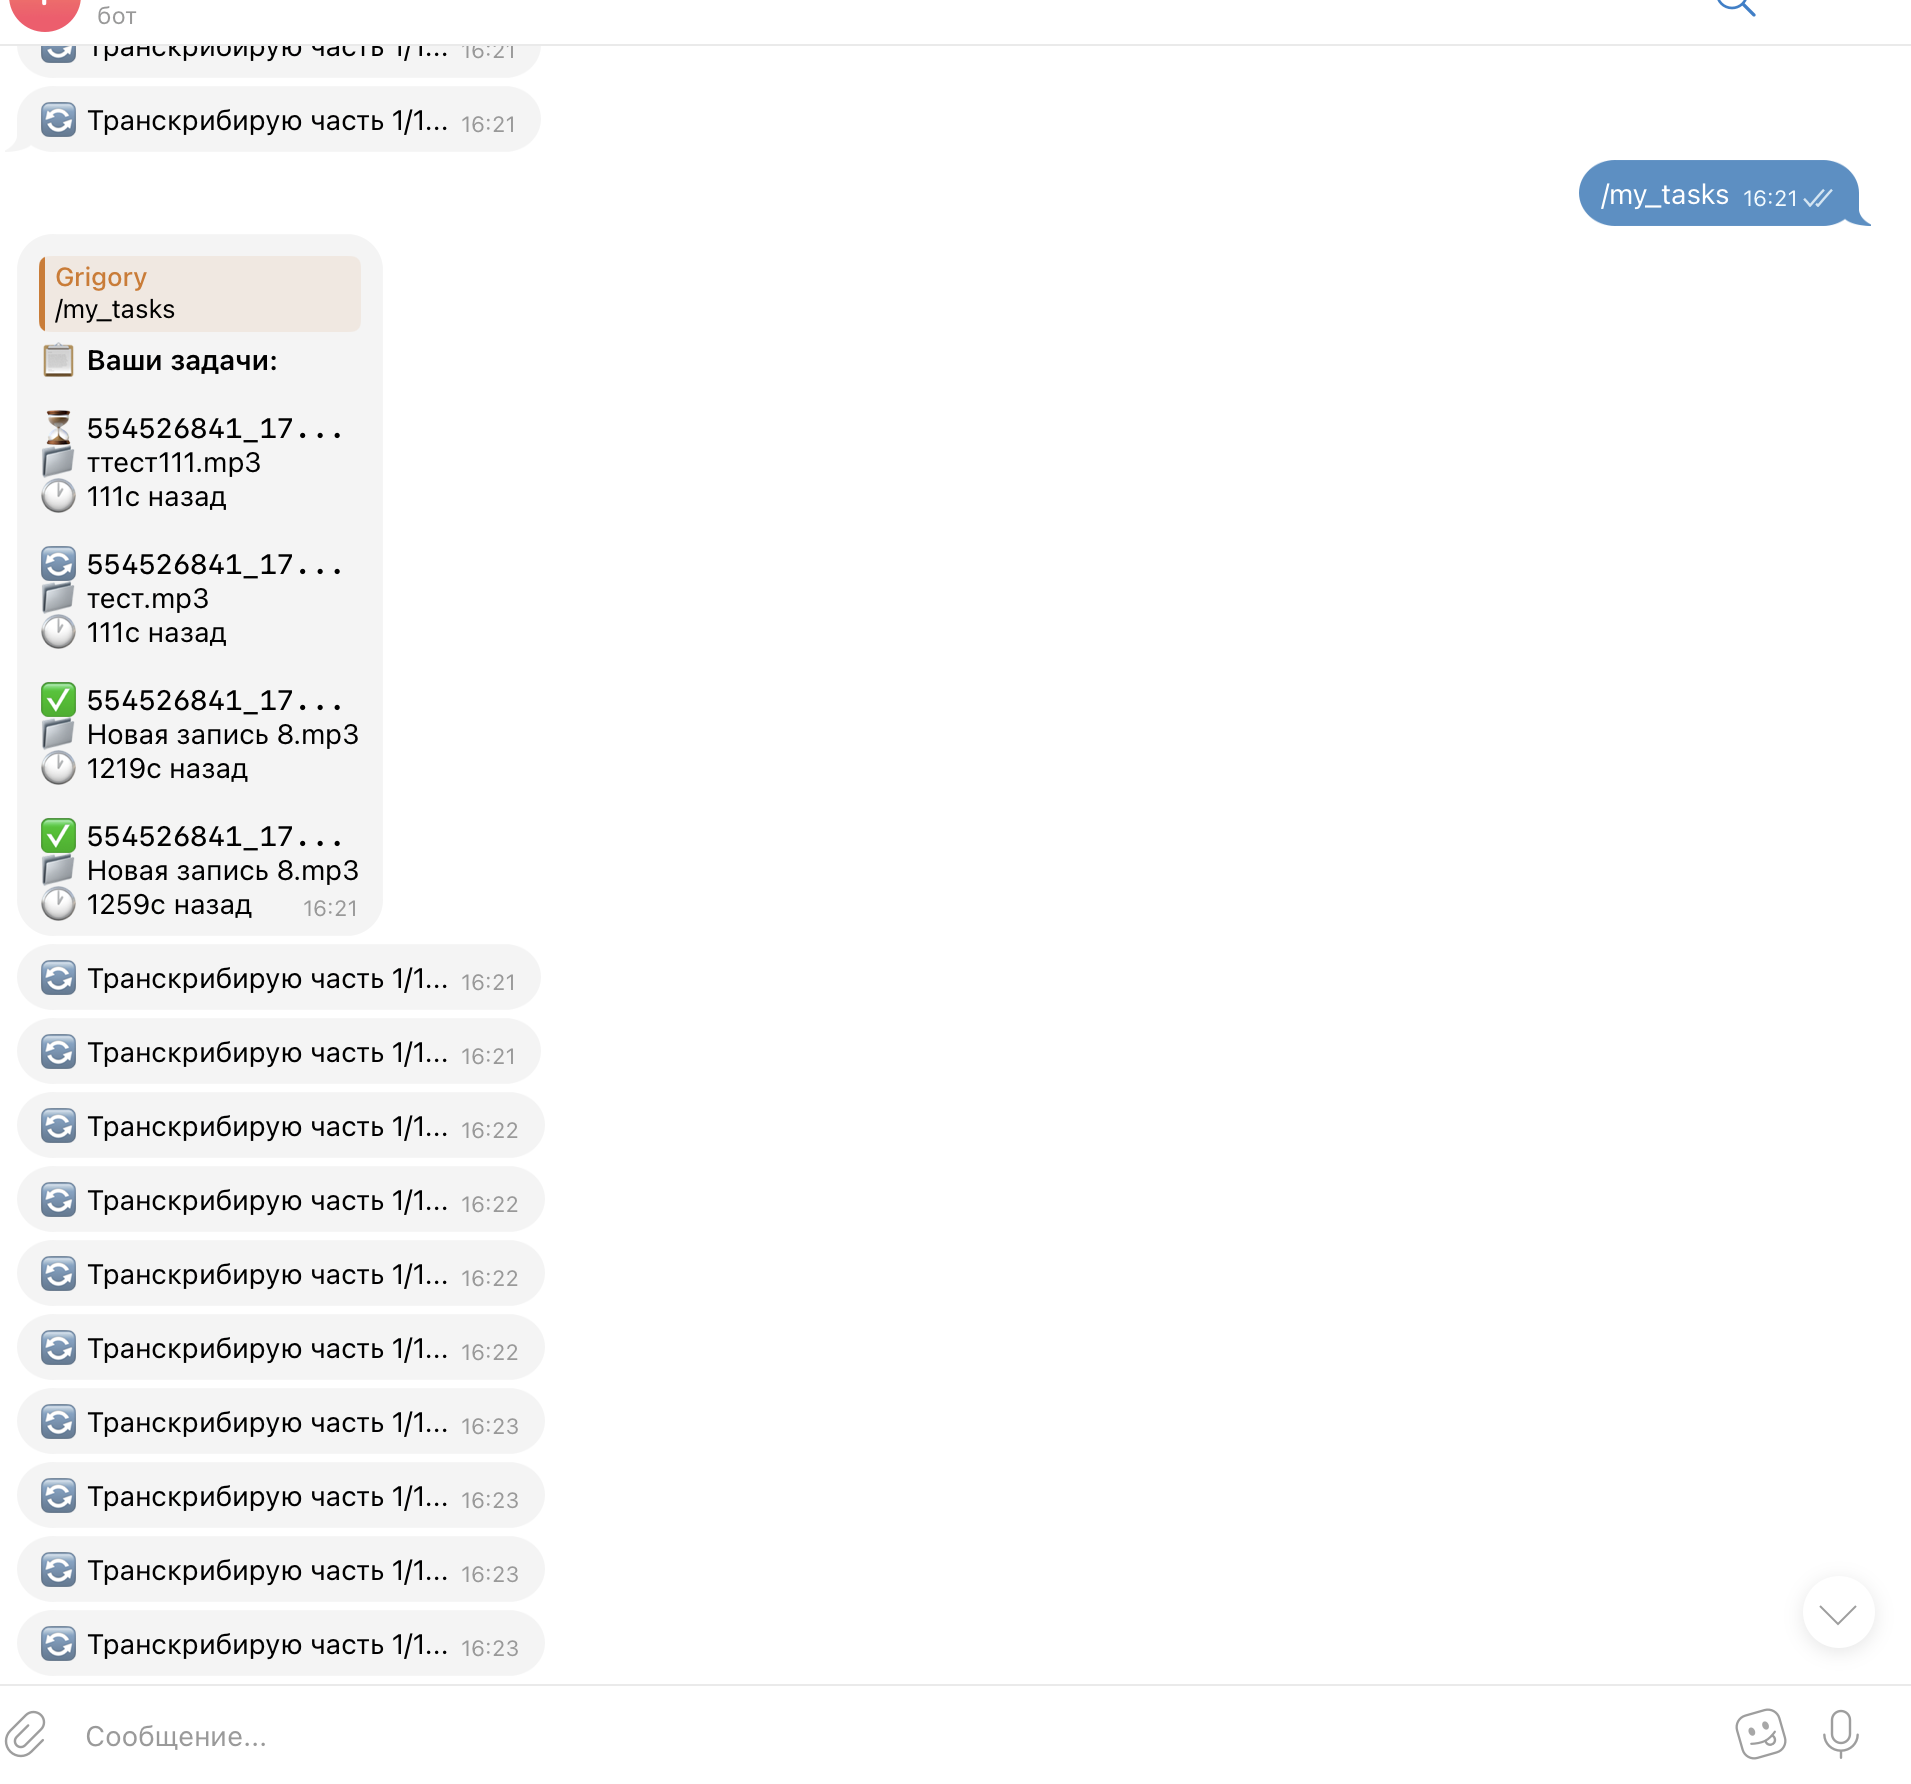 бот
Транскрибирую часть 1/1... 16:21
Транскрибирую часть 1/1... 16:21
/my_tasks 16:21
Grigory
/my_tasks
Ваши задачи:
554526841_17...
ттест111.mp3
111с назад
554526841_17...
тест.mp3
111с назад
554526841_17...
Новая запись 8.mp3
1219с назад
554526841_17...
Новая запись 8.mp3
1259с назад 16:21
Транскрибирую часть 1/1... 16:21
Транскрибирую часть 1/1... 16:21
Транскрибирую часть 1/1... 16:22
Транскрибирую часть 1/1... 16:22
Транскрибирую часть 1/1... 16:22
Транскрибирую часть 1/1... 16:22
Транскрибирую часть 1/1... 16:23
Транскрибирую часть 1/1... 16:23
Транскрибирую часть 1/1... 16:23
Транскрибирую часть 1/1... 16:23
Сообщение...